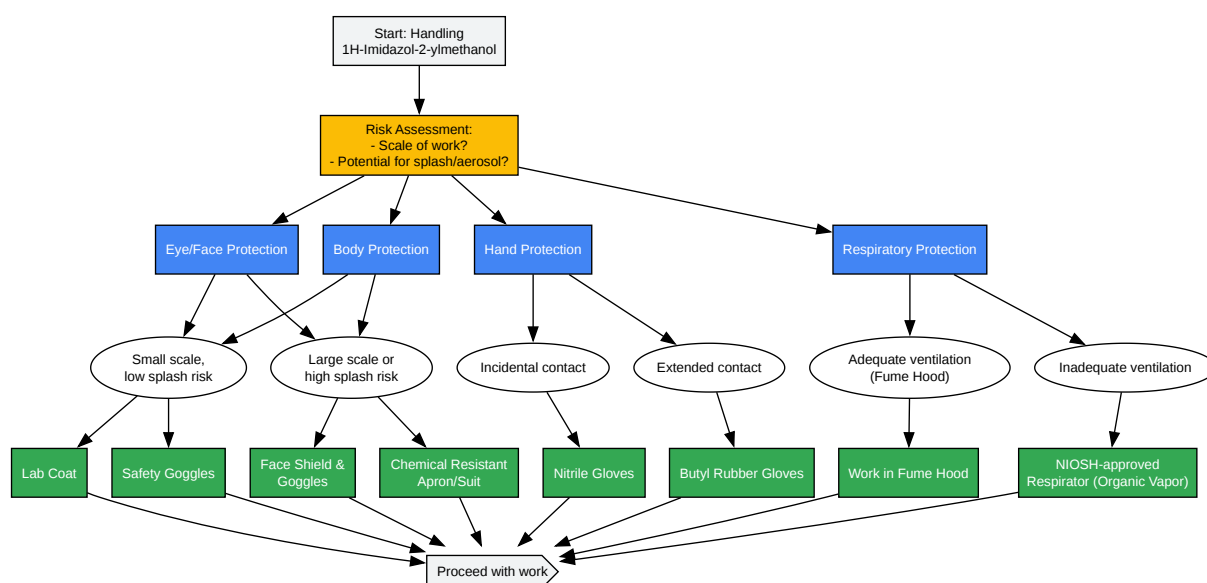 Start: Handling
1H-Imidazol-2-ylmethanol
Risk Assessment:
- Scale of work?
- Potential for splash/aerosol?
Eye/Face Protection
Body Protection
Hand Protection
Respiratory Protection
Small scale,
low splash risk
Large scale or
high splash risk
Incidental contact
Extended contact
Adequate ventilation
(Fume Hood)
Inadequate ventilation
Lab Coat
Safety Goggles
Face Shield &
Goggles
Chemical Resistant
Apron/Suit
Nitrile Gloves
Butyl Rubber Gloves
Work in Fume Hood
NIOSH-approved
Respirator (Organic Vapor)
Proceed with work